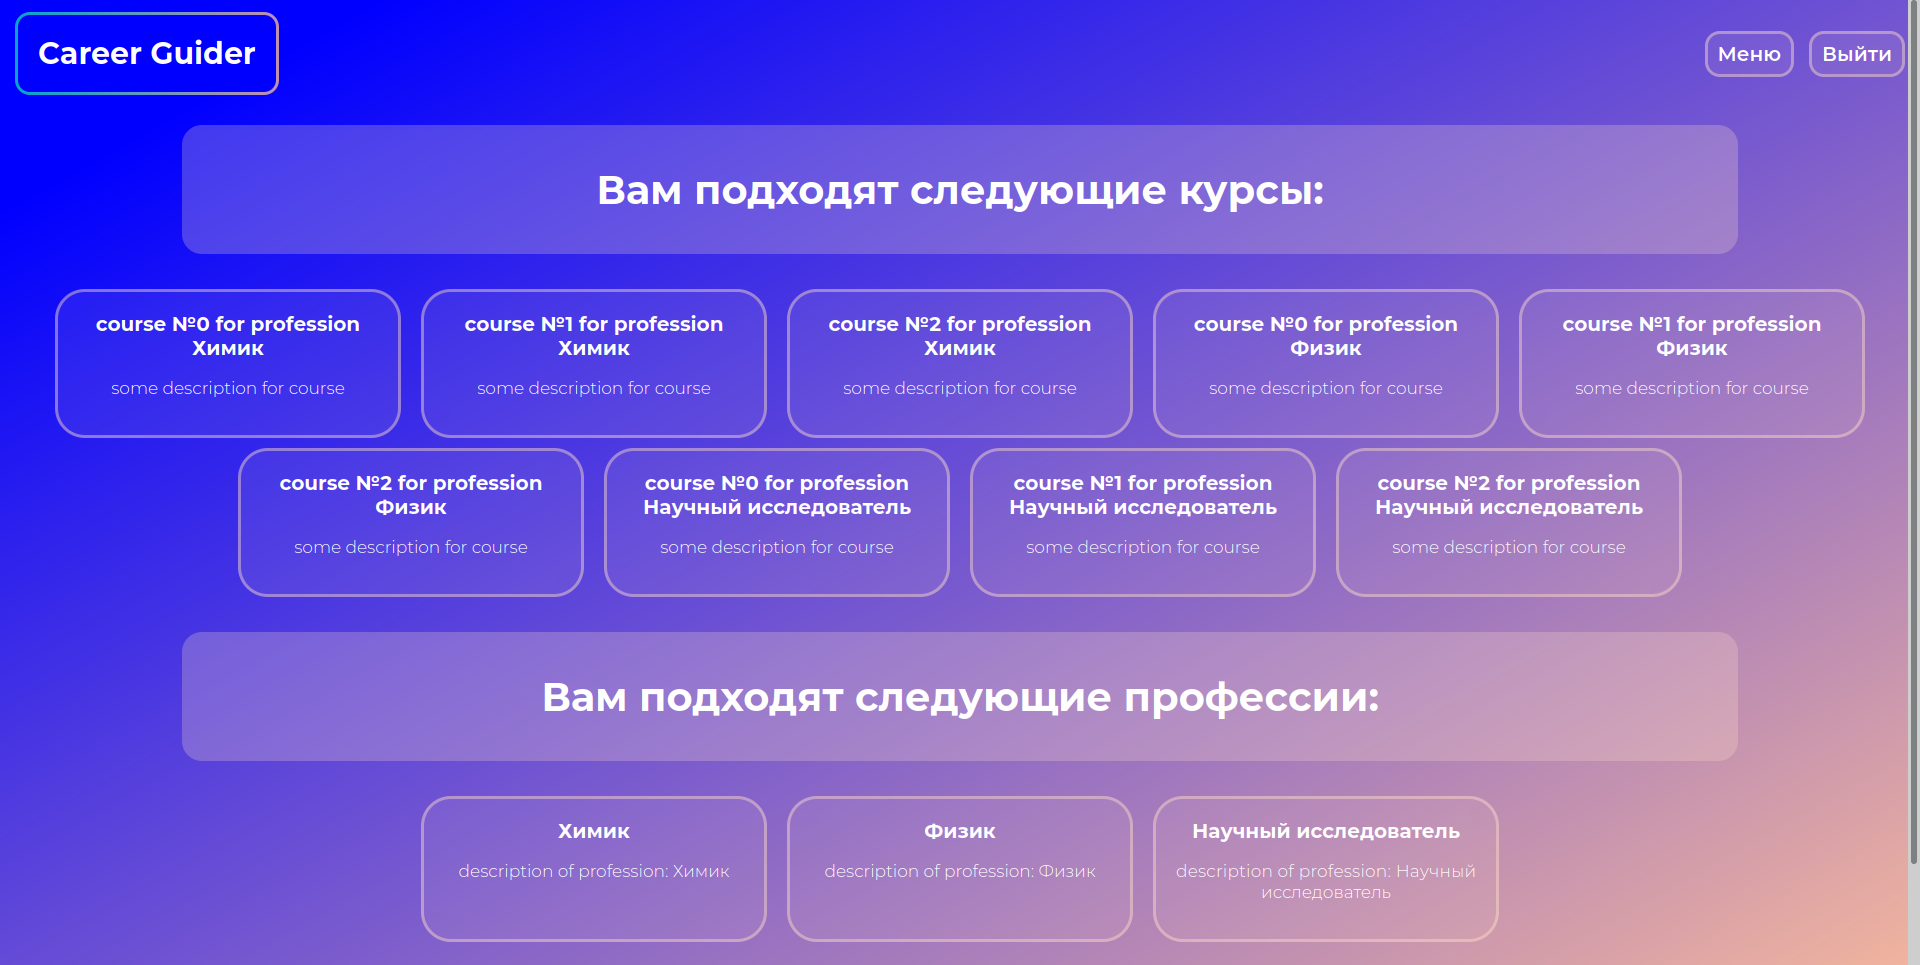 Career Guider
Меню
Выйти
Вам подходят следующие курсы:
course №0 for profession
Химик
some description for course
course №1 for profession
Химик
some description for course
course №2 for profession
Химик
some description for course
course №0 for profession
Физик
some description for course
course №1 for profession
Физик
some description for course
course №2 for profession
Физик
some description for course
course №0 for profession
Научный исследователь
some description for course
course №1 for profession
Научный исследователь
some description for course
course №2 for profession
Научный исследователь
some description for course
Вам подходят следующие профессии:
Химик
description of profession: Химик
Физик
description of profession: Физик
Научный исследователь
description of profession: Научный
исследователь